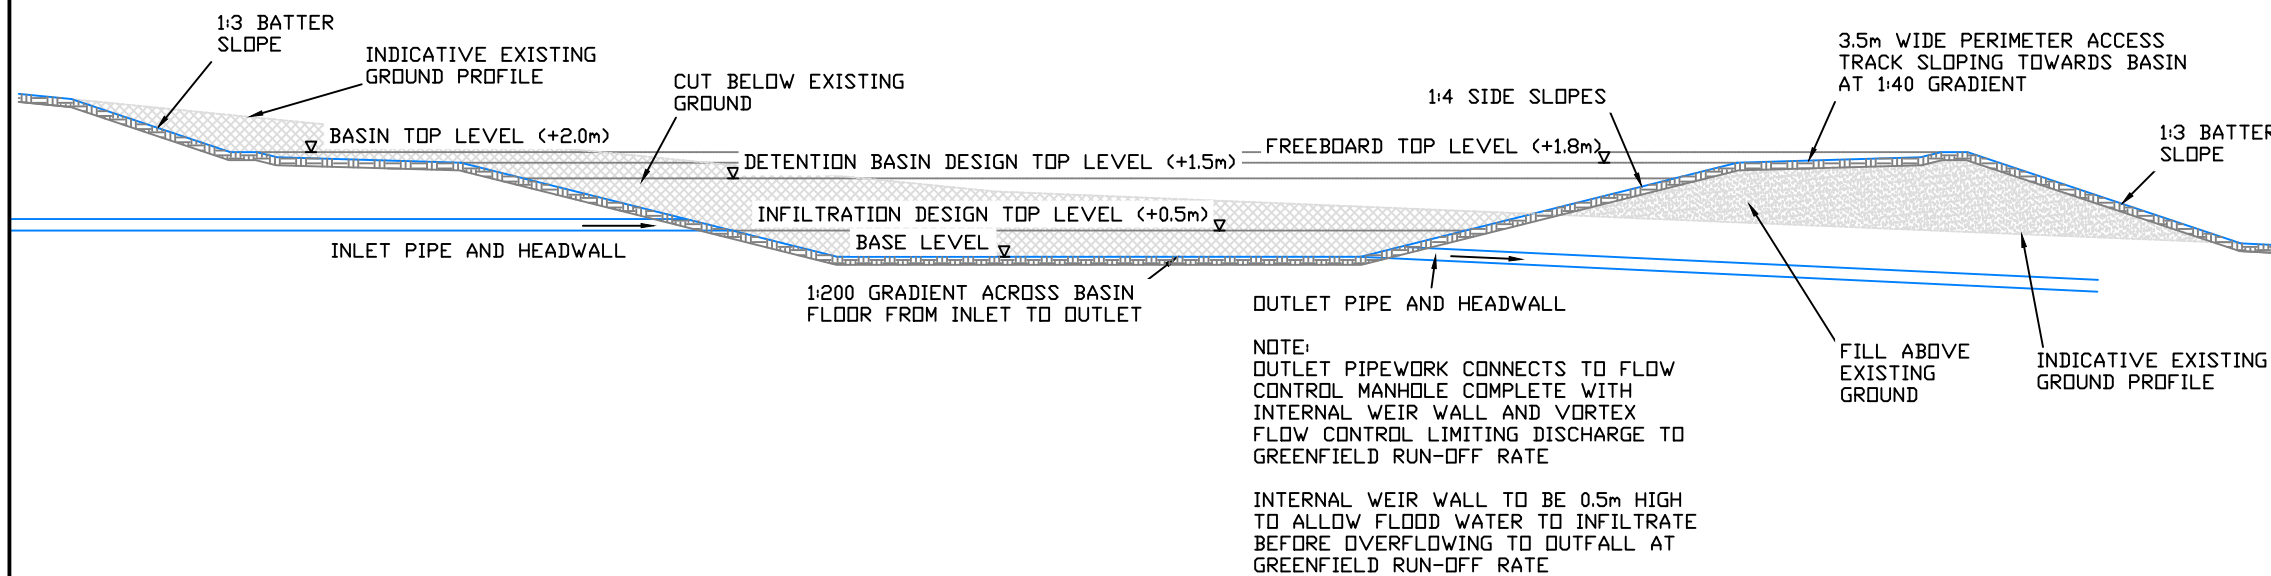 1:3 BATTER
SLOPE
INDICATIVE EXISTING
GROUND PROFILE
CUT BELOW EXISTING
GROUND
BASIN TOP LEVEL (+2.0m)
DETENTION BASIN DESIGN TOP LEVEL (+1.5m)
INFILTRATION DESIGN TOP LEVEL (+0.5m)
BASE LEVEL
INLET PIPE AND HEADWALL
1:200 GRADIENT ACROSS BASIN
FLOOR FROM INLET TO OUTLET
FREEBOARD TOP LEVEL (+1.8m)
1:4 SIDE SLOPES
3.5m WIDE PERIMETER ACCESS
TRACK SLOPING TOWARDS BASIN
AT 1:40 GRADIENT
1:3 BATTER
SLOPE
OUTLET PIPE AND HEADWALL
NOTE:
OUTLET PIPEWORK CONNECTS TO FLOW
CONTROL MANHOLE COMPLETE WITH
INTERNAL WEIR WALL AND VORTEX
FLOW CONTROL LIMITING DISCHARGE TO
GREENFIELD RUN-OFF RATE
INTERNAL WEIR WALL TO BE 0.5m HIGH
TO ALLOW FLOOD WATER TO INFILTRATE
BEFORE OVERFLOWING TO OUTFALL AT
GREENFIELD RUN-OFF RATE
FILL ABOVE
EXISTING
GROUND
INDICATIVE EXISTING
GROUND PROFILE